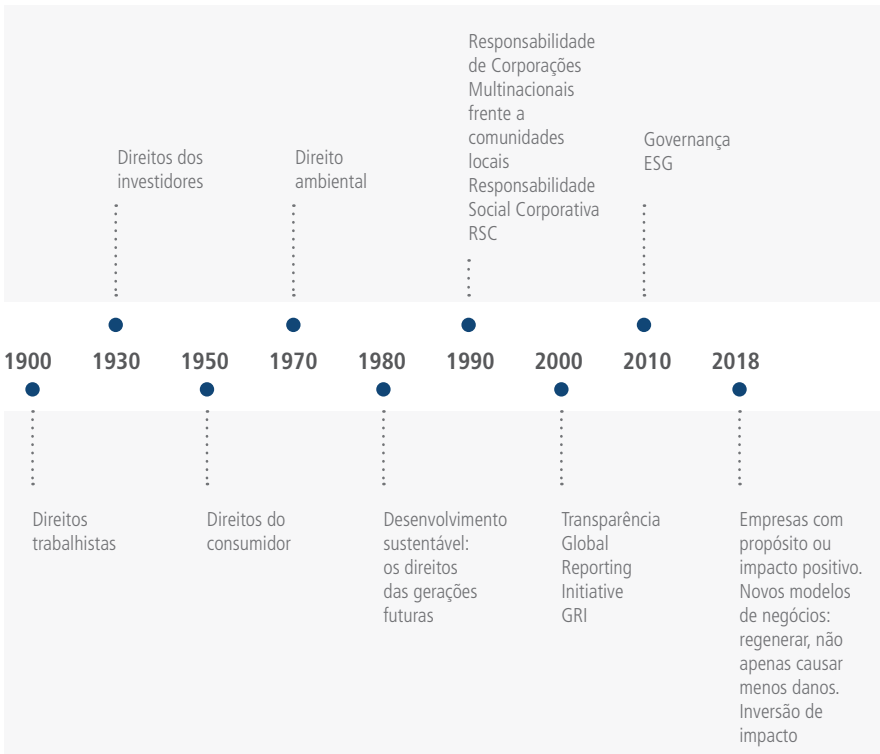 Responsabilidade
de Corporações
Multinacionais
frente a
comunidades
locais
Responsabilidade
Social Corporativa
RSC
Governança
ESG
Direitos dos
investidores
Direito
ambiental
1900 1930 1950 1970 1980 1990 2000 2010 2018
Direitos
trabalhistas
Direitos do
consumidor
Desenvolvimento
sustentável:
os direitos
das gerações
futuras
Transparência
Global
Reporting
Initiative
GRI
Empresas com
propósito ou
impacto positivo.
Novos modelos
de negócios:
regenerar, não
apenas causar
menos danos.
Inversão de
impacto